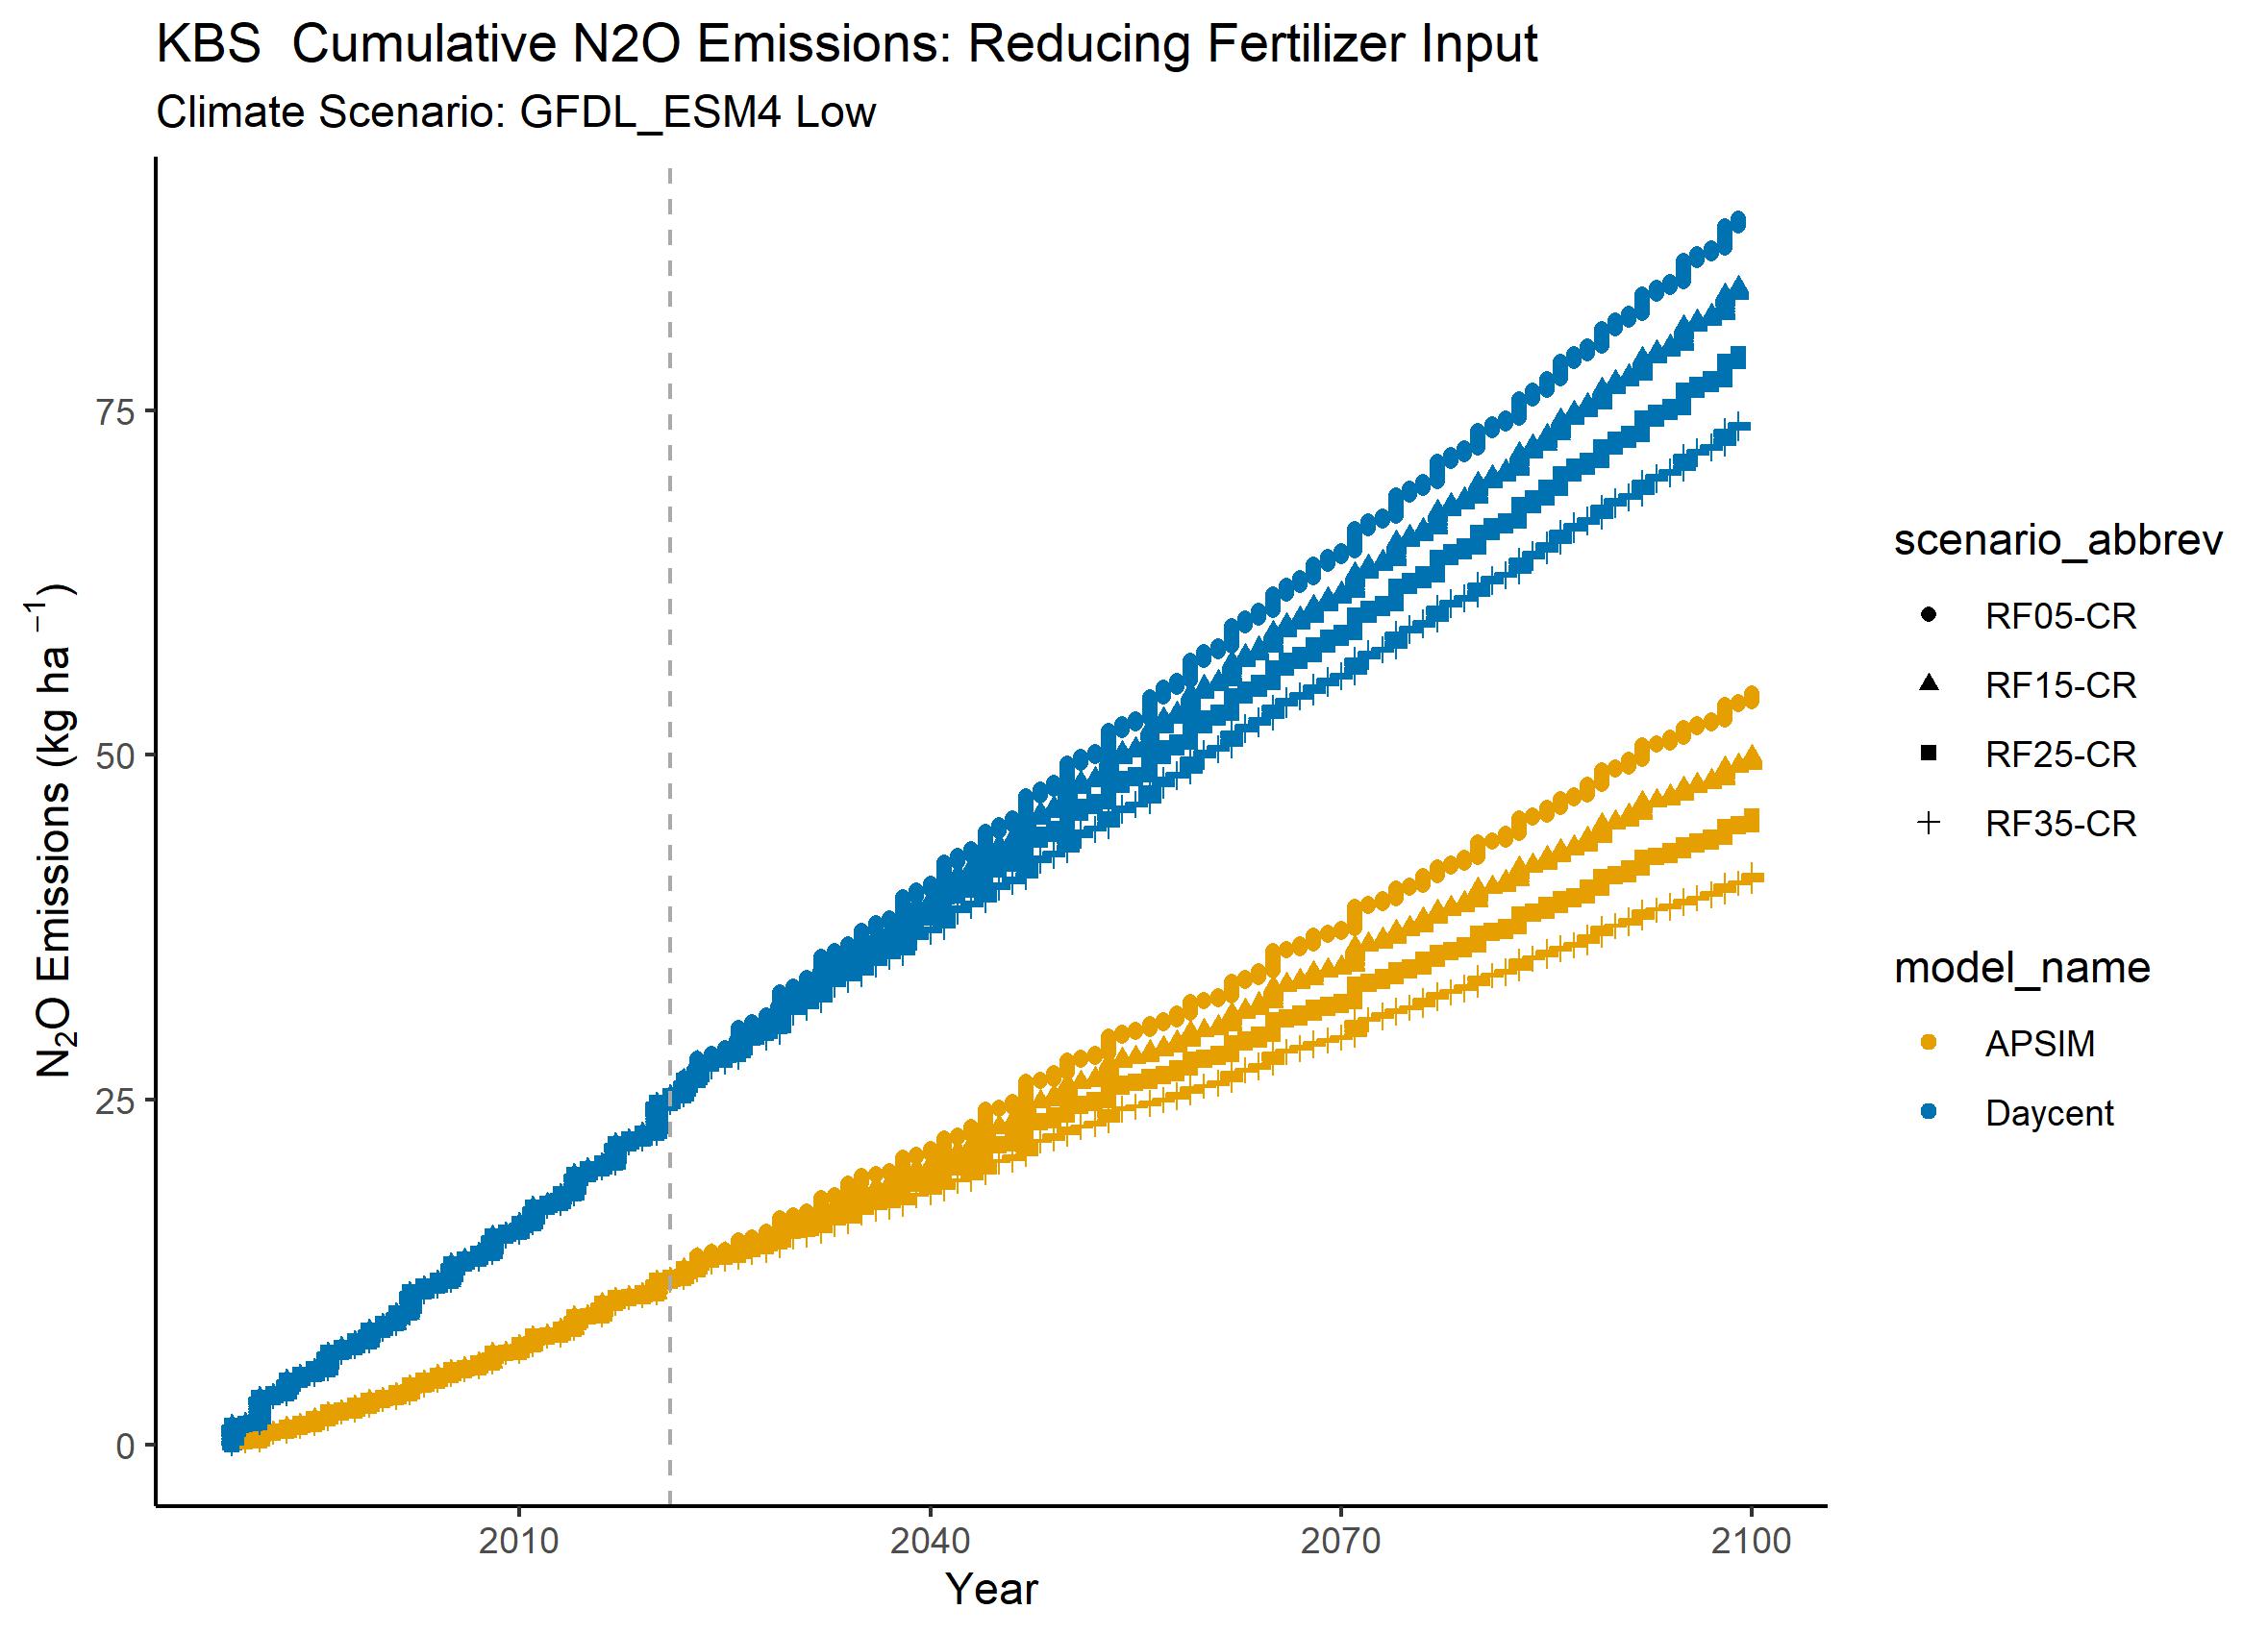 KBS  Cumulative N2O Emissions: Reducing Fertilizer Input
Climate Scenario: GFDL_ESM4 Low
N₂O Emissions (kg ha ⁻¹)
75
50
25
0
2010
2040
2070
2100
Year
scenario_abbrev
RF05-CR
RF15-CR
RF25-CR
RF35-CR
model_name
APSIM
Daycent